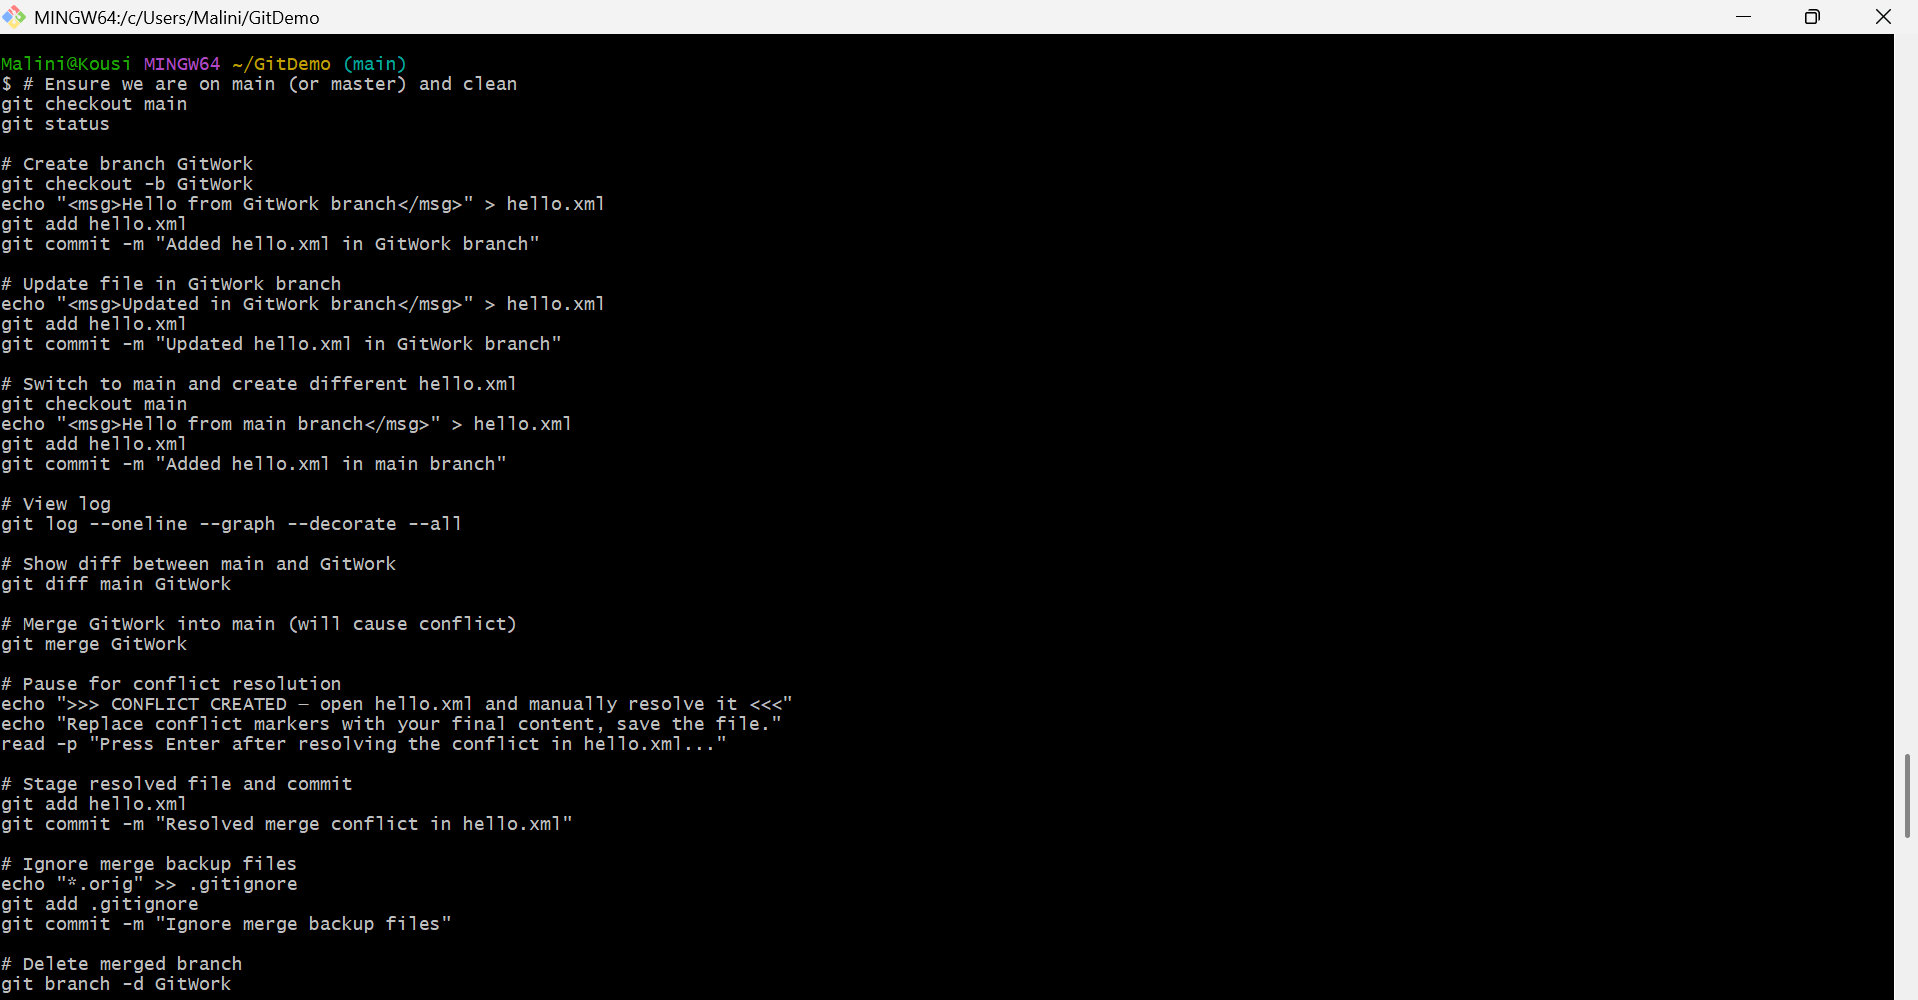 MINGW64:/c/Users/Malini/GitDemo
Malini@Kousi MINGW64 ~/GitDemo (main)
$ # Ensure we are on main (or master) and clean
git checkout main
git status
# Create branch GitWork
git checkout -b GitWork
echo "<msg>Hello from GitWork branch</msg>" > hello.xml
git add hello.xml
git commit -m "Added hello.xml in GitWork branch"
# Update file in GitWork branch
echo "<msg>Updated in GitWork branch</msg>" > hello.xml
git add hello.xml
git commit -m "Updated hello.xml in GitWork branch"
# Switch to main and create different hello.xml
git checkout main
echo "<msg>Hello from main branch</msg>" > hello.xml
git add hello.xml
git commit -m "Added hello.xml in main branch"
# View log
git log --oneline --graph --decorate --all
# Show diff between main and GitWork
git diff main GitWork
# Merge GitWork into main (will cause conflict)
git merge GitWork
# Pause for conflict resolution
echo ">>> CONFLICT CREATED – open hello.xml and manually resolve it <<<"
echo "Replace conflict markers with your final content, save the file."
read -p "Press Enter after resolving the conflict in hello.xml..."
# Stage resolved file and commit
git add hello.xml
git commit -m "Resolved merge conflict in hello.xml"
# Ignore merge backup files
echo "*.orig" >> .gitignore
git add .gitignore
git commit -m "Ignore merge backup files"
# Delete merged branch
git branch -d GitWork